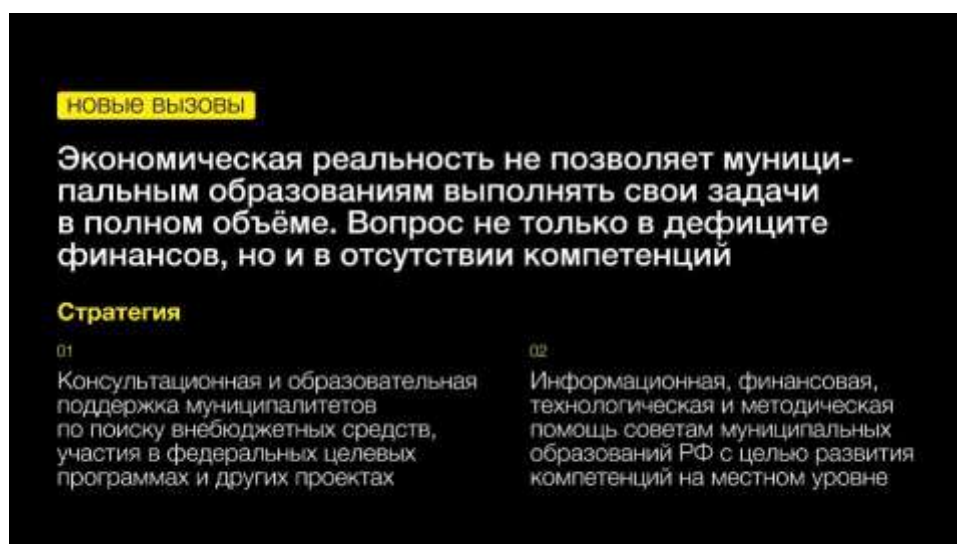 новые вызовы
Экономическая реальность не позволяет муници-
пальным образованиям выполнять свои задачи
в полном объёме. Вопрос не только в дефиците
финансов, но и в отсутствии компетенций
Стратегия
01
Консультационная и образовательная
поддержка муниципалитетов
по поиску внебюджетных средств,
участия в федеральных целевых
программах и других проектах
02
Информационная, финансовая,
технологическая и методическая
помощь советам муниципальных
образований РФ с целью развития
компетенций на местном уровне